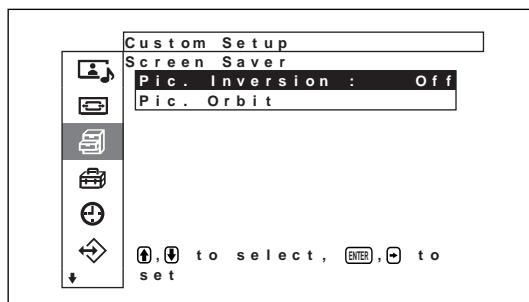 Custom Setup
Screen Saver
Pic. Inversion : Off
Pic. Orbit
, to select, ENTER, to
set